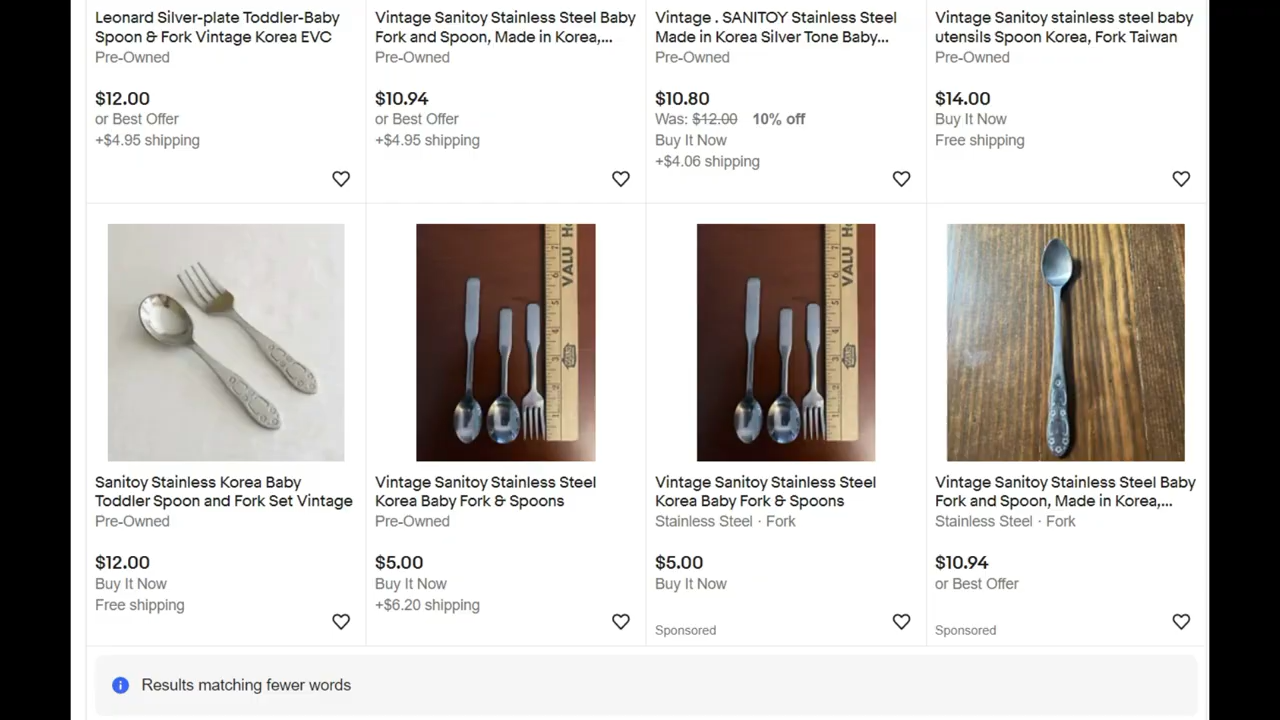 Leonard Silver-plate Toddler-Baby
Spoon & Fork Vintage Korea EVC
Pre-Owned
$12.00
or Best Offer
+$4.95 shipping
Vintage Sanitoy Stainless Steel Baby
Fork and Spoon, Made in Korea,...
Pre-Owned
$10.94
or Best Offer
+$4.95 shipping
Vintage . SANITOY Stainless Steel
Made in Korea Silver Tone Baby...
Pre-Owned
$10.80
Was: $12.00 10% off
Buy It Now
+$4.06 shipping
Vintage Sanitoy stainless steel baby
utensils Spoon Korea, Fork Taiwan
Pre-Owned
$14.00
Buy It Now
Free shipping
Sanitoy Stainless Korea Baby
Toddler Spoon and Fork Set Vintage
Pre-Owned
$12.00
Buy It Now
Free shipping
VALU H
Vintage Sanitoy Stainless Steel
Korea Baby Fork & Spoons
Pre-Owned
$5.00
Buy It Now
+$6.20 shipping
VALU H
Vintage Sanitoy Stainless Steel
Korea Baby Fork & Spoons
Stainless Steel · Fork
$5.00
Buy It Now
Sponsored
Vintage Sanitoy Stainless Steel Baby
Fork and Spoon, Made in Korea,...
Stainless Steel · Fork
$10.94
or Best Offer
Sponsored
Results matching fewer words